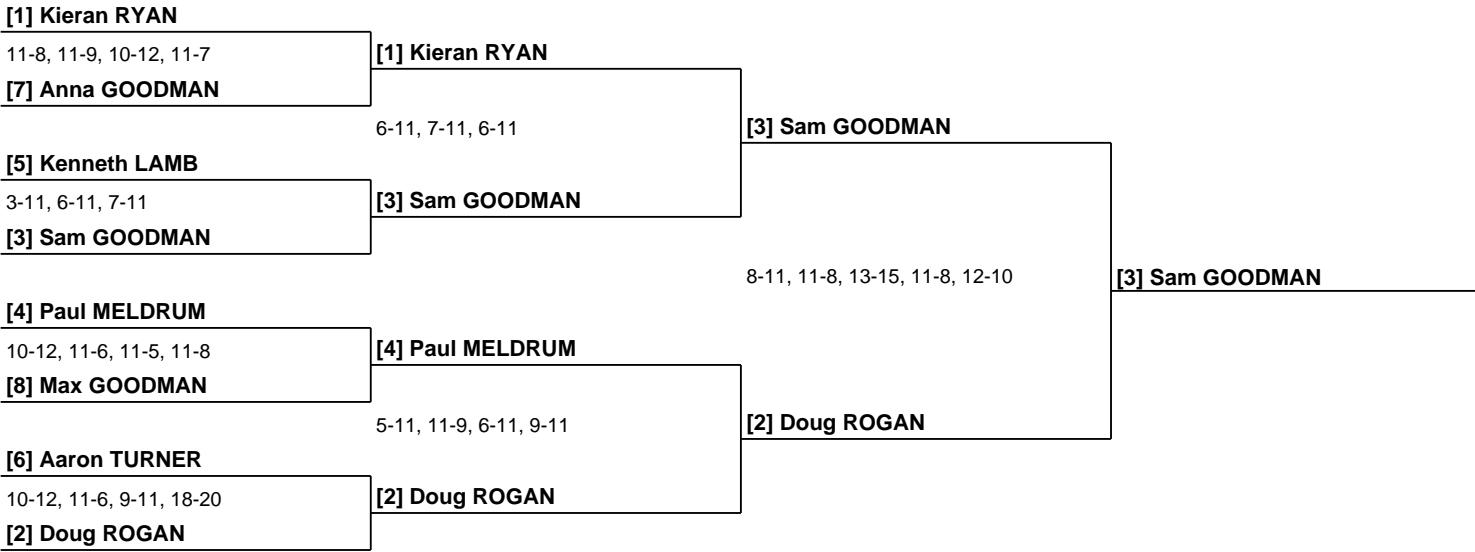 [1] Kieran RYAN
11-8, 11-9, 10-12, 11-7
[7] Anna GOODMAN
[5] Kenneth LAMB
3-11, 6-11, 7-11
[3] Sam GOODMAN
[4] Paul MELDRUM
10-12, 11-6, 11-5, 11-8
[8] Max GOODMAN
[6] Aaron TURNER
10-12, 11-6, 9-11, 18-20
[2] Doug ROGAN
[1] Kieran RYAN
6-11, 7-11, 6-11
[3] Sam GOODMAN
[4] Paul MELDRUM
5-11, 11-9, 6-11, 9-11
[2] Doug ROGAN
[3] Sam GOODMAN
8-11, 11-8, 13-15, 11-8, 12-10
[2] Doug ROGAN
[3] Sam GOODMAN